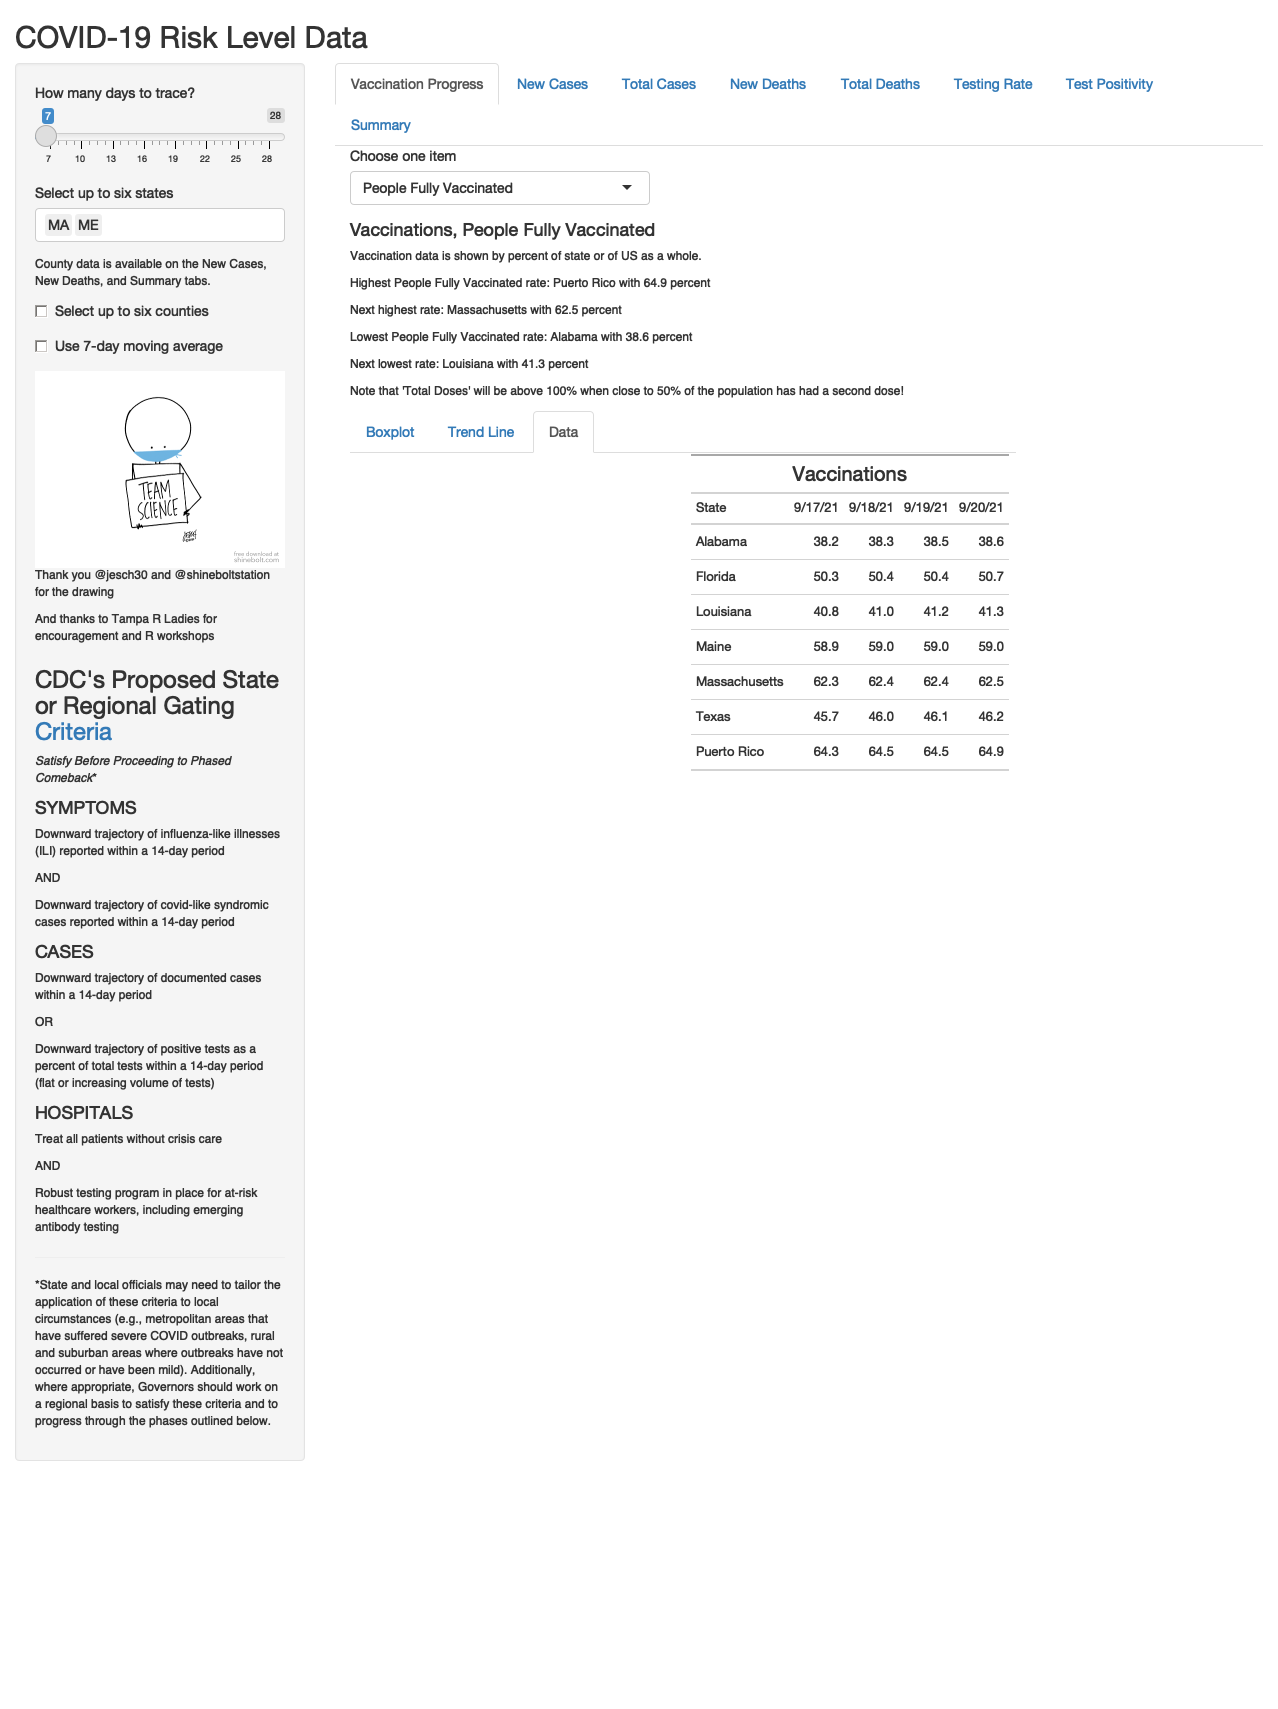 COVID-19 Risk Level Data
How many days to trace?
7 28
7 10 13 16 19 22 25 28
Select up to six states
MA ME
County data is available on the New Cases,
New Deaths, and Summary tabs.
Select up to six counties
Use 7-day moving average
TEAM
SCIENCE
free download at
shinebolt.com
Thank you @jesch30 and @shineboltstation
for the drawing
And thanks to Tampa R Ladies for
encouragement and R workshops
CDC's Proposed State
or Regional Gating
Criteria
Satisfy Before Proceeding to Phased
Comeback*
SYMPTOMS
Downward trajectory of influenza-like illnesses
(ILI) reported within a 14-day period
AND
Downward trajectory of covid-like syndromic
cases reported within a 14-day period
CASES
Downward trajectory of documented cases
within a 14-day period
OR
Downward trajectory of positive tests as a
percent of total tests within a 14-day period
(flat or increasing volume of tests)
HOSPITALS
Treat all patients without crisis care
AND
Robust testing program in place for at-risk
healthcare workers, including emerging
antibody testing
*State and local officials may need to tailor the
application of these criteria to local
circumstances (e.g., metropolitan areas that
have suffered severe COVID outbreaks, rural
and suburban areas where outbreaks have not
occurred or have been mild). Additionally,
where appropriate, Governors should work on
a regional basis to satisfy these criteria and to
progress through the phases outlined below.
Vaccination Progress New Cases Total Cases New Deaths Total Deaths Testing Rate Test Positivity
Summary
Choose one item
People Fully Vaccinated
Vaccinations, People Fully Vaccinated
Vaccination data is shown by percent of state or of US as a whole.
Highest People Fully Vaccinated rate: Puerto Rico with 64.9 percent
Next highest rate: Massachusetts with 62.5 percent
Lowest People Fully Vaccinated rate: Alabama with 38.6 percent
Next lowest rate: Louisiana with 41.3 percent
Note that 'Total Doses' will be above 100% when close to 50% of the population has had a second dose!
Boxplot Trend Line Data
Vaccinations
State 9/17/21 9/18/21 9/19/21 9/20/21
Alabama 38.2 38.3 38.5 38.6
Florida 50.3 50.4 50.4 50.7
Louisiana 40.8 41.0 41.2 41.3
Maine 58.9 59.0 59.0 59.0
Massachusetts 62.3 62.4 62.4 62.5
Texas 45.7 46.0 46.1 46.2
Puerto Rico 64.3 64.5 64.5 64.9